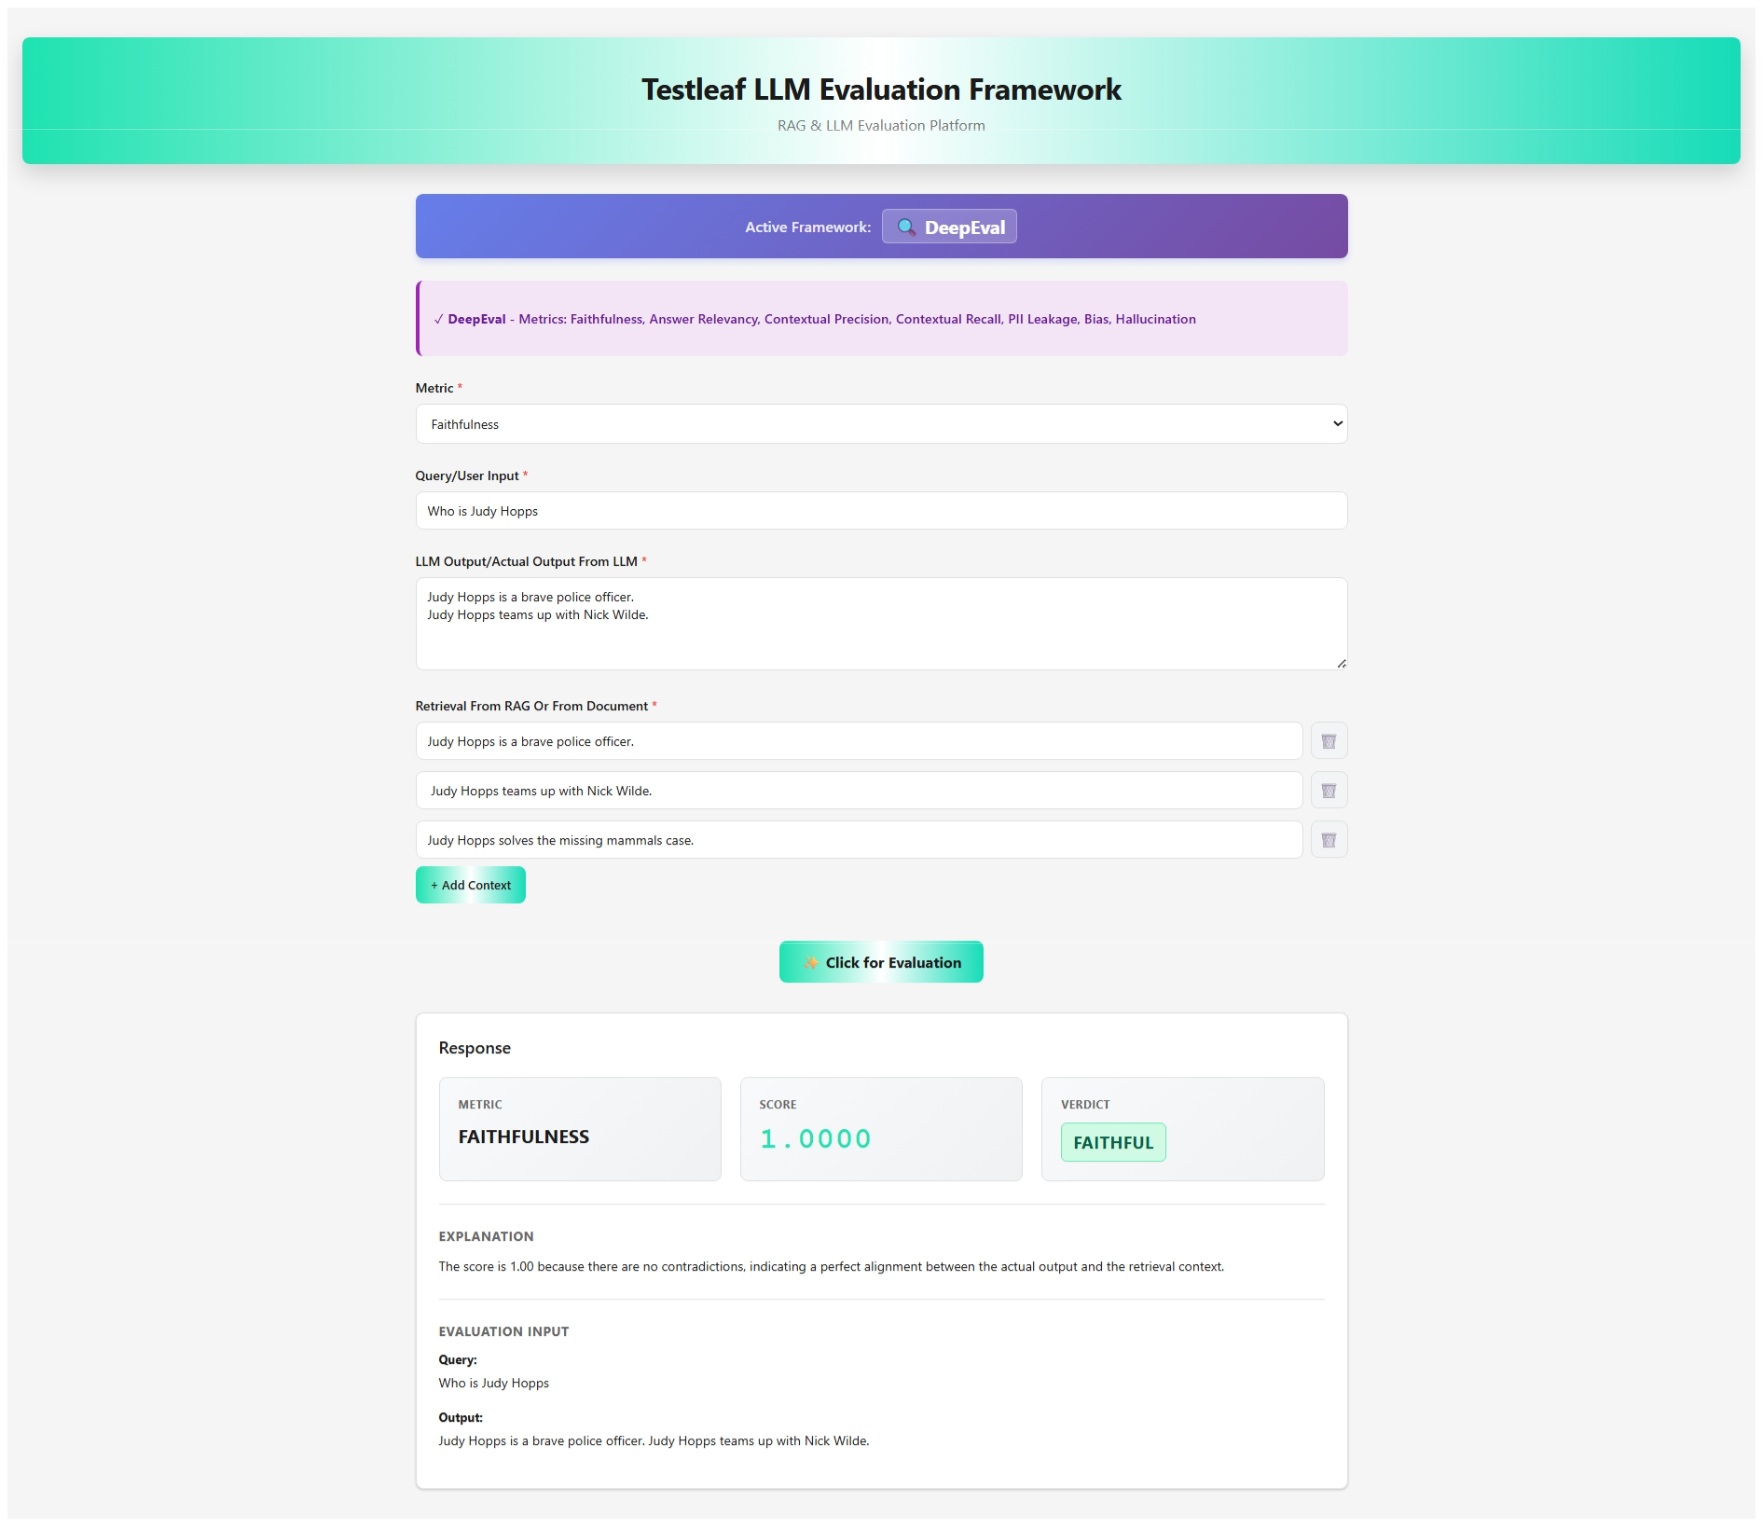 Testleaf LLM Evaluation Framework
RAG & LLM Evaluation Platform
Active Framework: DeepEval
✓ DeepEval - Metrics: Faithfulness, Answer Relevancy, Contextual Precision, Contextual Recall, PII Leakage, Bias, Hallucination
Metric *
Faithfulness
Query/User Input *
Who is Judy Hopps
LLM Output/Actual Output From LLM *
Judy Hopps is a brave police officer.
Judy Hopps teams up with Nick Wilde.
Retrieval From RAG Or From Document *
Judy Hopps is a brave police officer.
Judy Hopps teams up with Nick Wilde.
Judy Hopps solves the missing mammals case.
+ Add Context
✨ Click for Evaluation
Response
METRIC
FAITHFULNESS
SCORE
1.0000
VERDICT
FAITHFUL
EXPLANATION
The score is 1.00 because there are no contradictions, indicating a perfect alignment between the actual output and the retrieval context.
EVALUATION INPUT
Query:
Who is Judy Hopps
Output:
Judy Hopps is a brave police officer. Judy Hopps teams up with Nick Wilde.